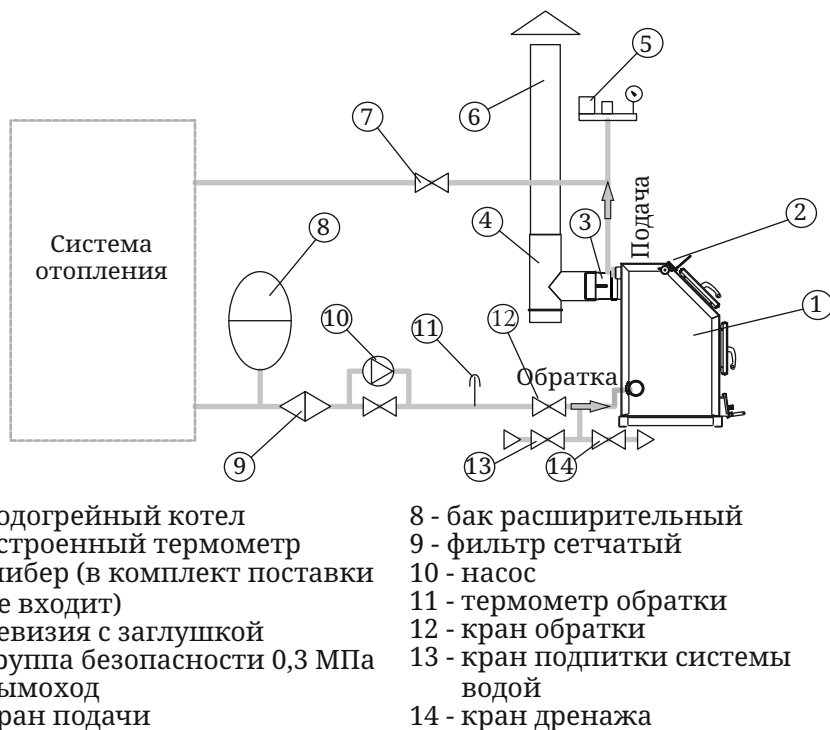 5
6
7
Подача
3
2
4
8
Система
отопления
1
10
11
12
Обратка
9
13
14
одогрейный котел
строенный термометр
либер (в комплект поставки
е входит)
евизия с заглушкой
руппа безопасности 0,3 МПа
ымоход
ран подачи
8 - бак расширительный
9 - фильтр сетчатый
10 - насос
11 - термометр обратки
12 - кран обратки
13 - кран подпитки системы
водой
14 - кран дренажа